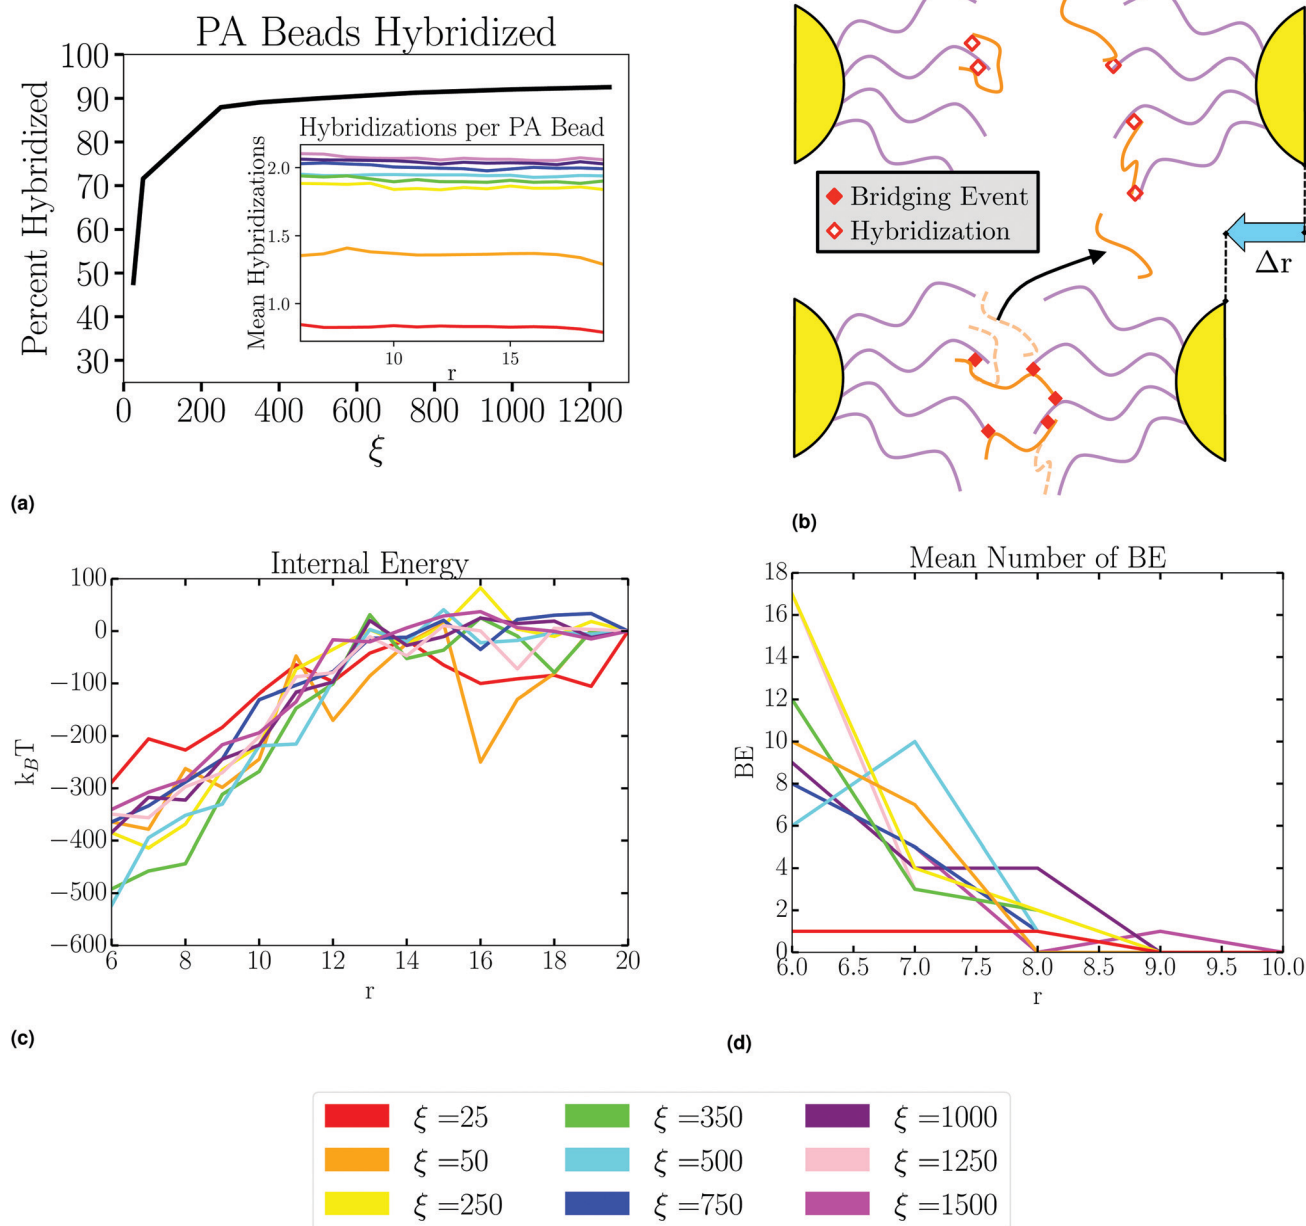 PA Beads Hybridized
Percent Hybridized
100
90
80
70
60
50
40
30
0 200 400 600 800 1000 1200
ξ
Hybridizations per PA Bead
Mean Hybridizations
2.0
1.5
1.0
10 15
r
(a)
Bridging Event
Hybridization
Δr
(b)
Internal Energy
k_BT
100
0
−100
−200
−300
−400
−500
−600
6 8 10 12 14 16 18 20
r
(c)
Mean Number of BE
BE
18
16
14
12
10
8
6
4
2
0
6.0 6.5 7.0 7.5 8.0 8.5 9.0 9.5 10.0
r
(d)
ξ =25 ξ =350 ξ =1000
ξ =50 ξ =500 ξ =1250
ξ =250 ξ =750 ξ =1500